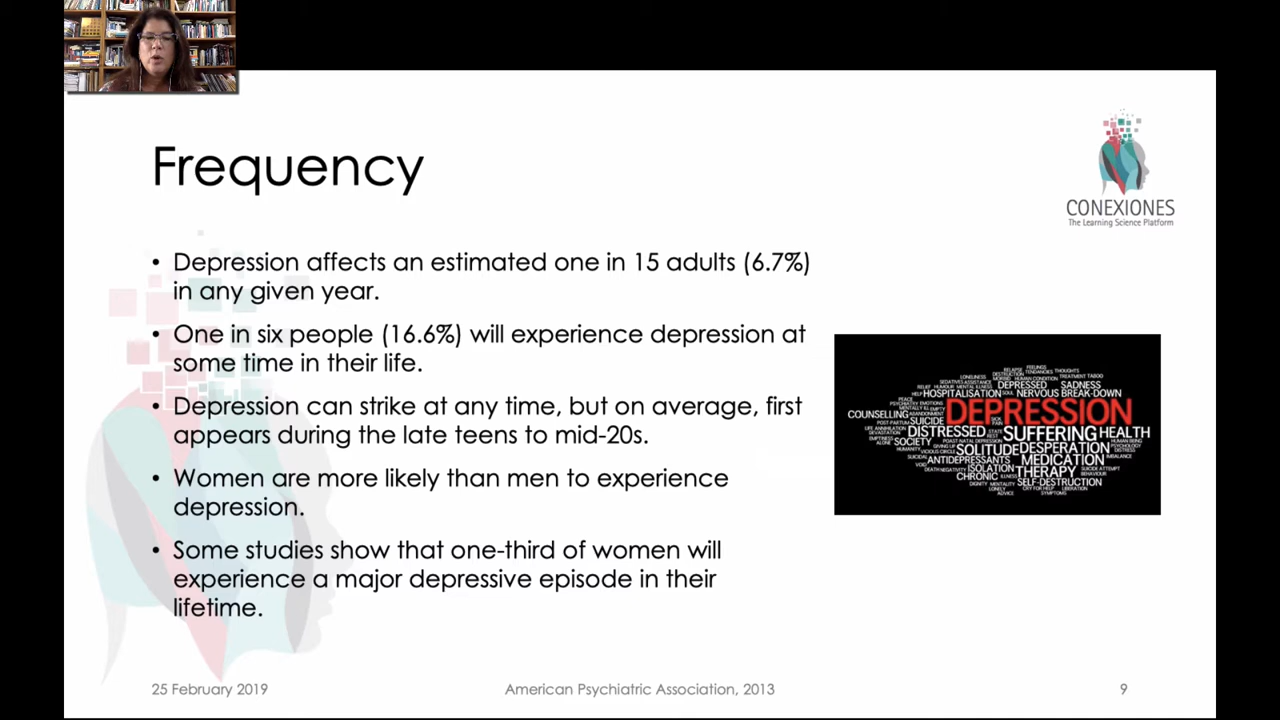 Frequency
CONEXIONES
The Learning Science Platform
• Depression affects an estimated one in 15 adults (6.7%)
in any given year.
• One in six people (16.6%) will experience depression at
some time in their life.
• Depression can strike at any time, but on average, first
appears during the late teens to mid-20s.
• Women are more likely than men to experience
depression.
• Some studies show that one-third of women will
experience a major depressive episode in their
lifetime.
DEPRESSED SADNESS
HOSPITALISATION NERVOUS BREAK-DOWN
COUNSELLING SUICIDE DEPRESSION
DISTRESSED SUFFERING HEALTH
SOCIETY SOLITUDE DESPERATION
ANTIDEPRESSANTS MEDICATION
ISOLATION THERAPY
CHRONIC SELF-DESTRUCTION
25 February 2019
American Psychiatric Association, 2013
9